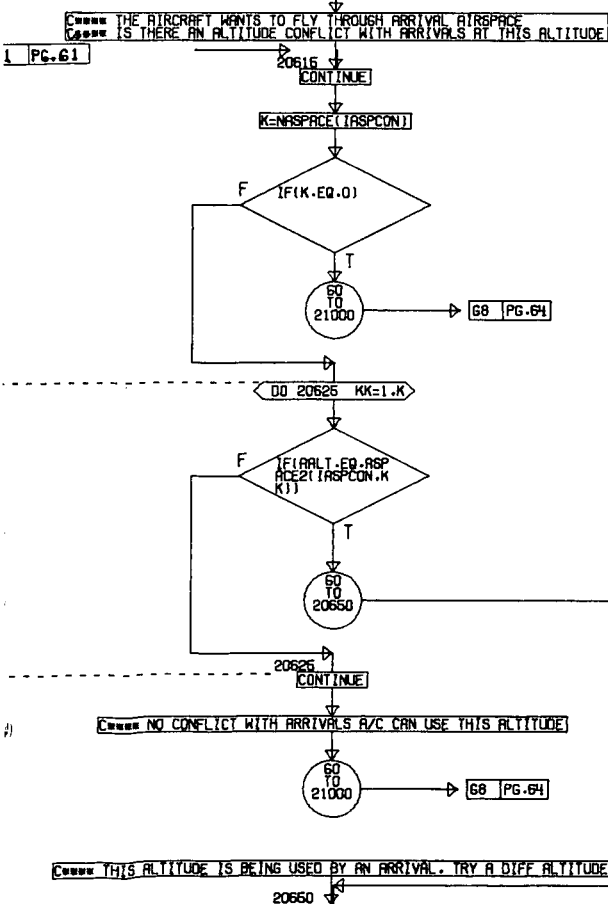 C**** THE AIRCRAFT WANTS TO FLY THROUGH ARRIVAL AIRSPACE
C**** IS THERE AN ALTITUDE CONFLICT WITH ARRIVALS AT THIS ALTITUDE
1 PG.61
20615
CONTINUE
K=NASPACE(IASPCON)
F
IF(K.EQ.0)
T
GO
TO
21000
G8 PG.64
DO 20625 KK=1,K
F
IF(AALT.EQ.ASP
ACE2(IASPCON,K
K))
T
GO
TO
20650
20625
CONTINUE
C**** NO CONFLICT WITH ARRIVALS A/C CAN USE THIS ALTITUDE
GO
TO
21000
G8 PG.64
C**** THIS ALTITUDE IS BEING USED BY AN ARRIVAL. TRY A DIFF ALTITUDE
20650